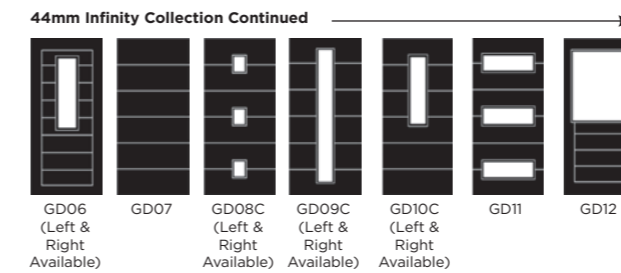 44mm Infinity Collection Continued
GD06 GD07 GD08C GD09C GD10C GD11 GD12
(Left & (Left & (Left & (Left &
Right Right Right Right
Available) Available) Available) Available)